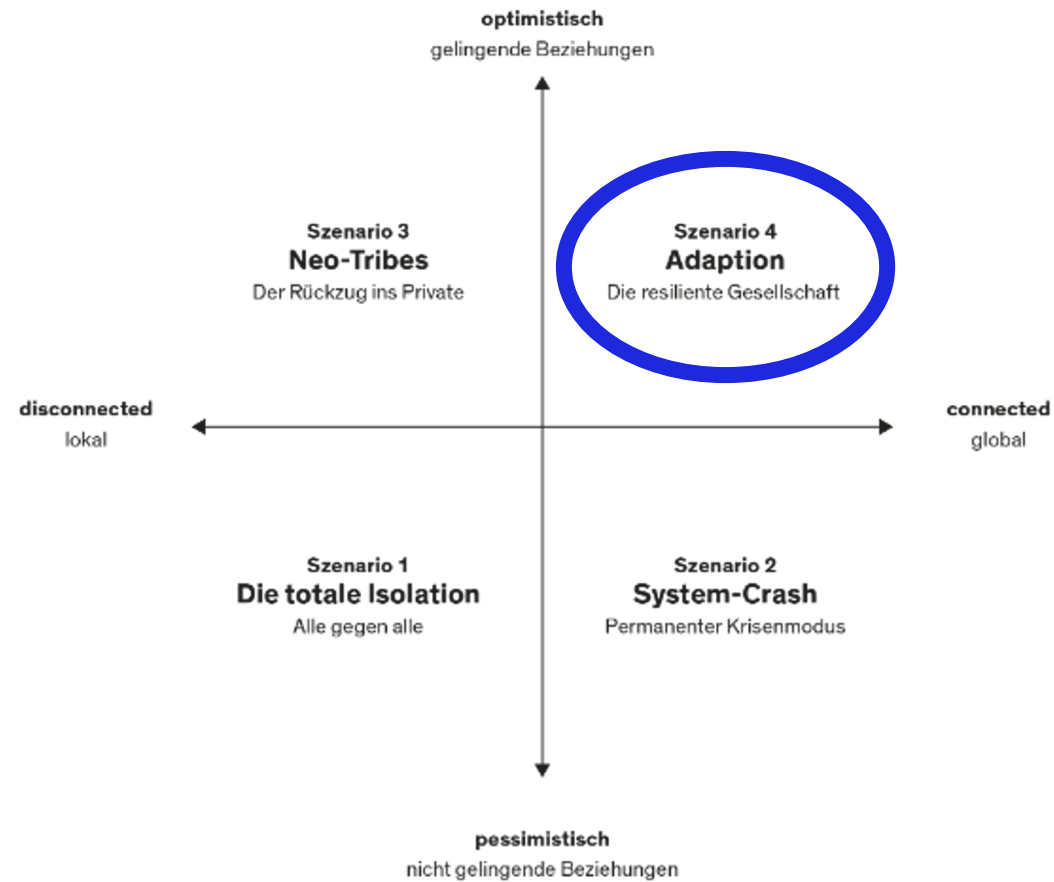 optimistisch
gelingende Beziehungen
Szenario 3
Neo-Tribes
Der Rückzug ins Private
Szenario 4
Adaption
Die resiliente Gesellschaft
disconnected
lokal
connected
global
Szenario 1
Die totale Isolation
Alle gegen alle
Szenario 2
System-Crash
Permanenter Krisenmodus
pessimistisch
nicht gelingende Beziehungen